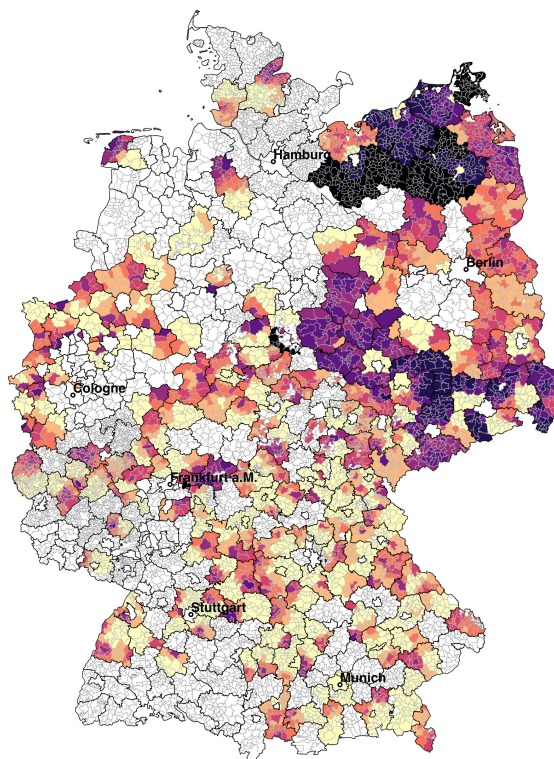 Hamburg
Berlin
Cologne
Frankfurt a.M.
Stuttgart
Munich